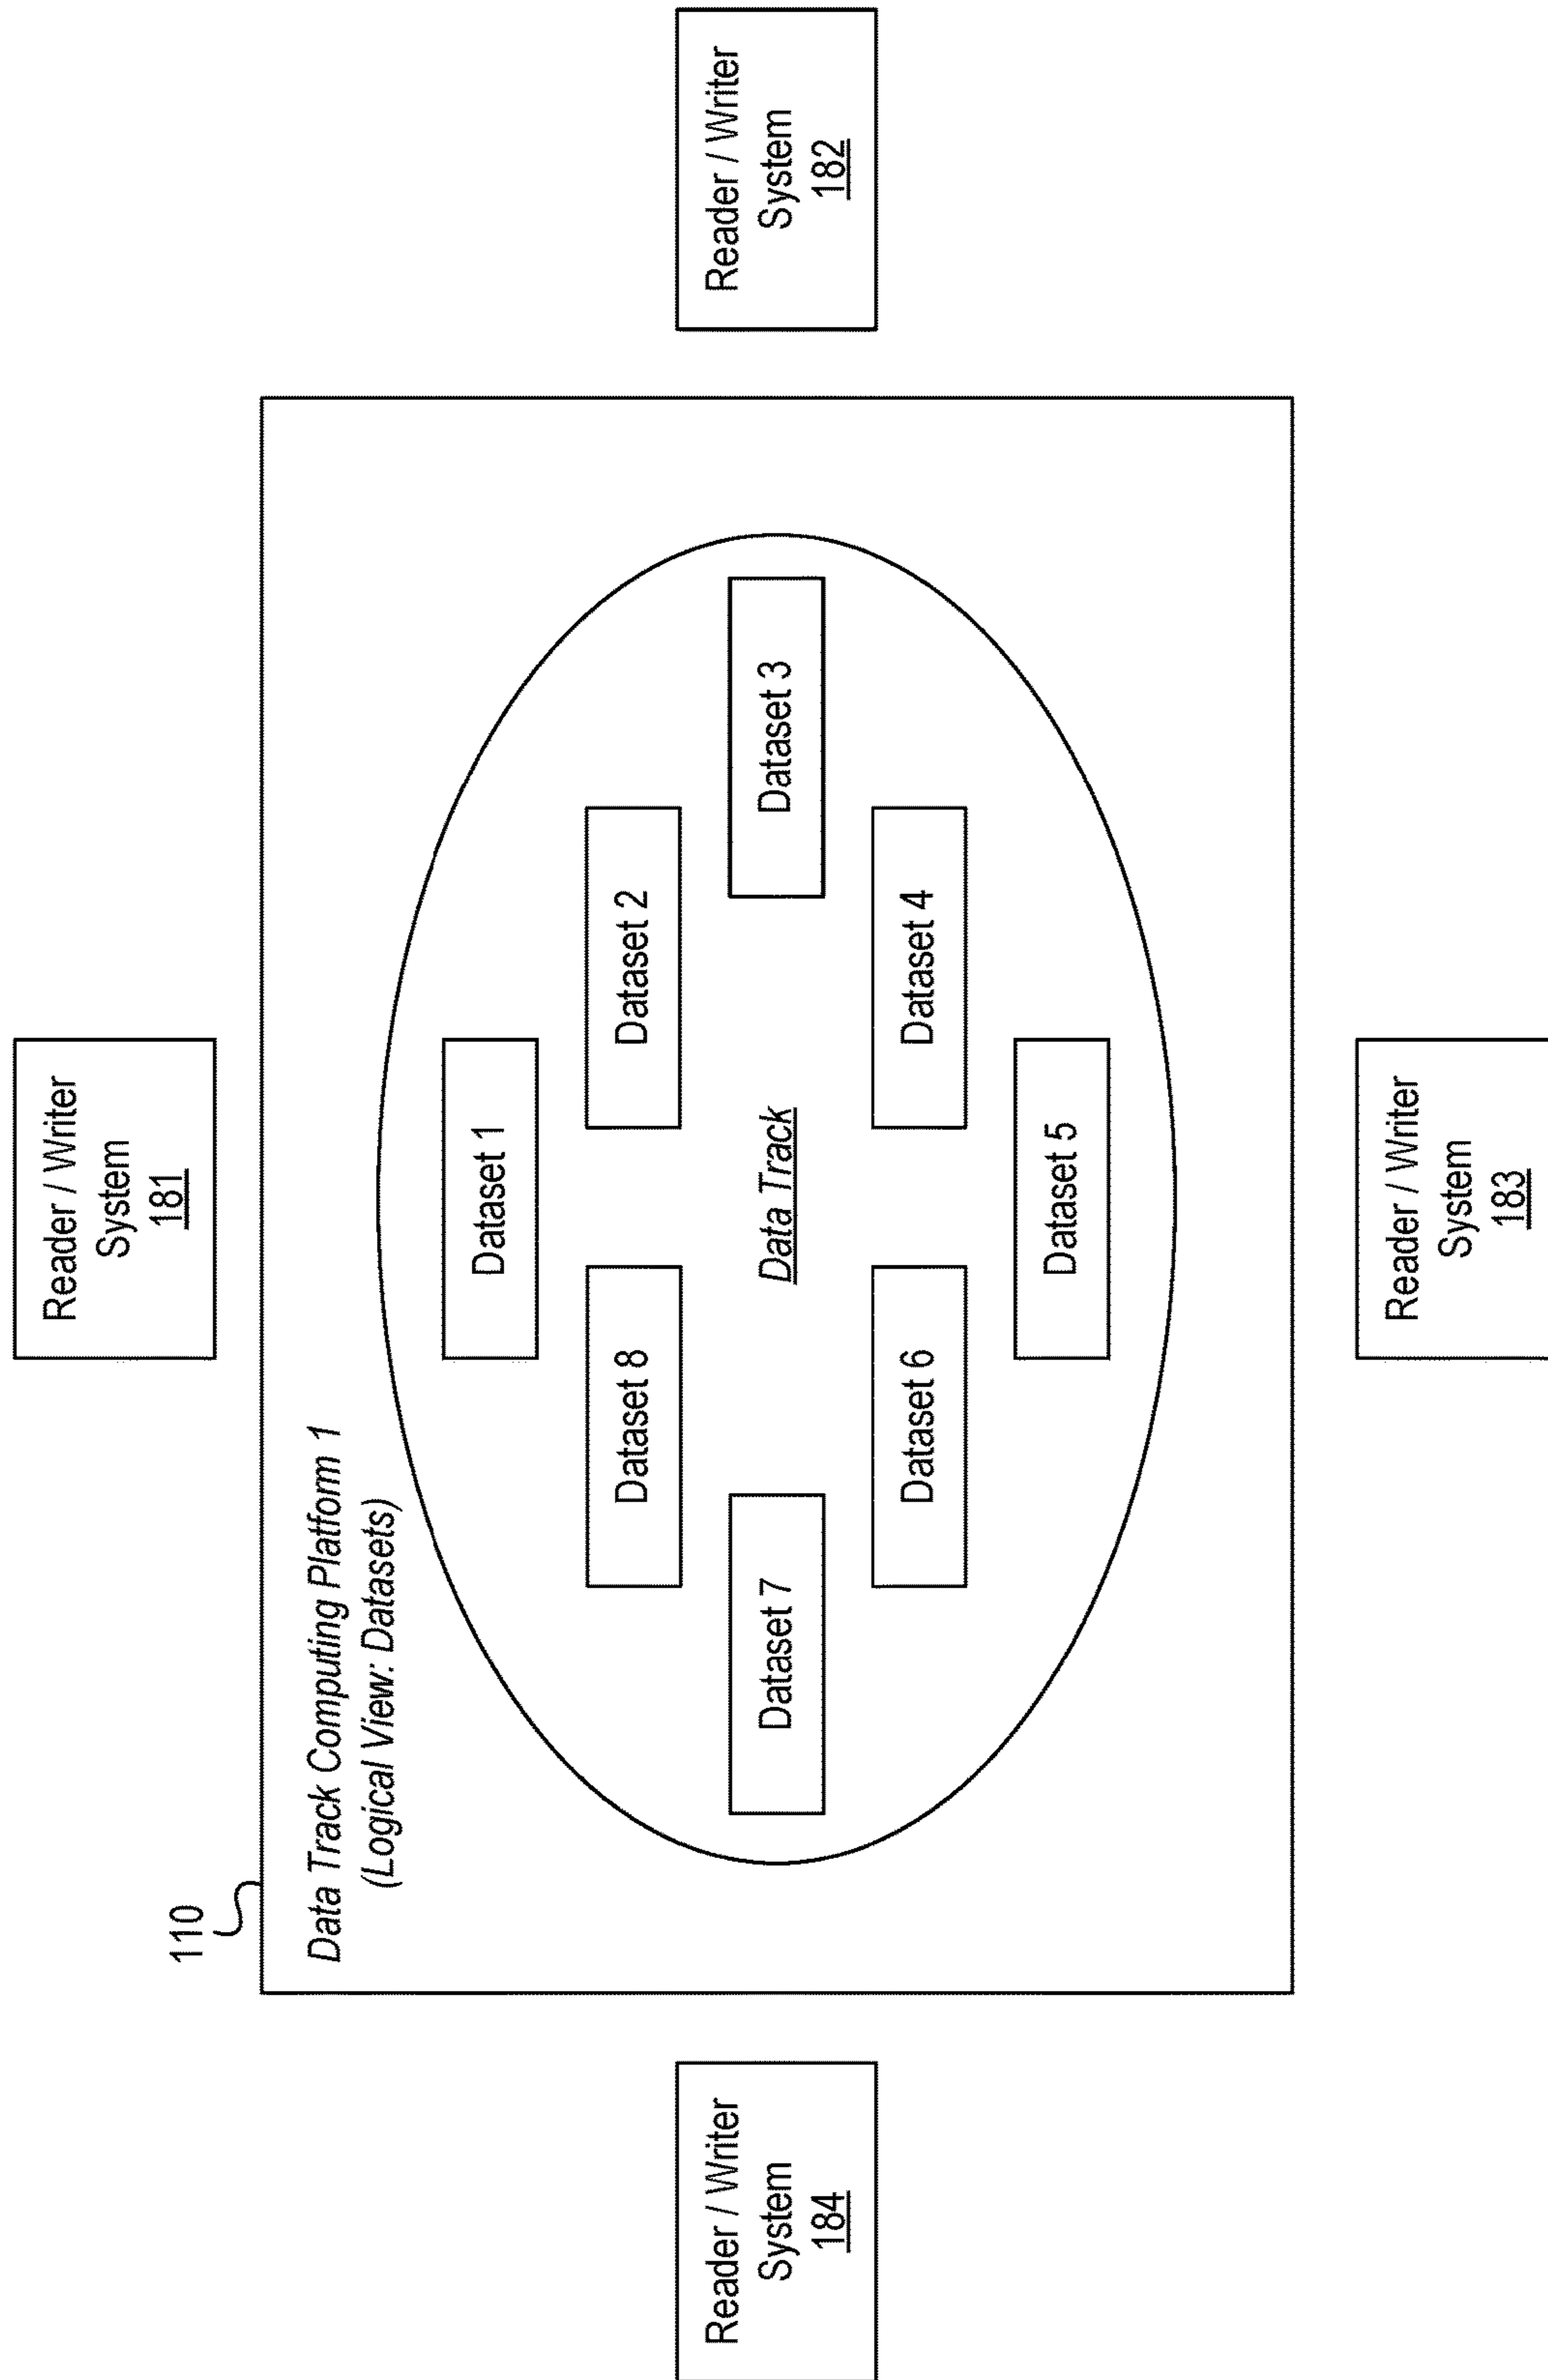 Reader / Writer
System
181
110
Data Track Computing Platform 1
(Logical View: Datasets)
Dataset 1
Dataset 8
Dataset 2
Reader / Writer
System
184
Dataset 7
Data Track
Dataset 3
Reader / Writer
System
182
Dataset 6
Dataset 4
Dataset 5
Reader / Writer
System
183